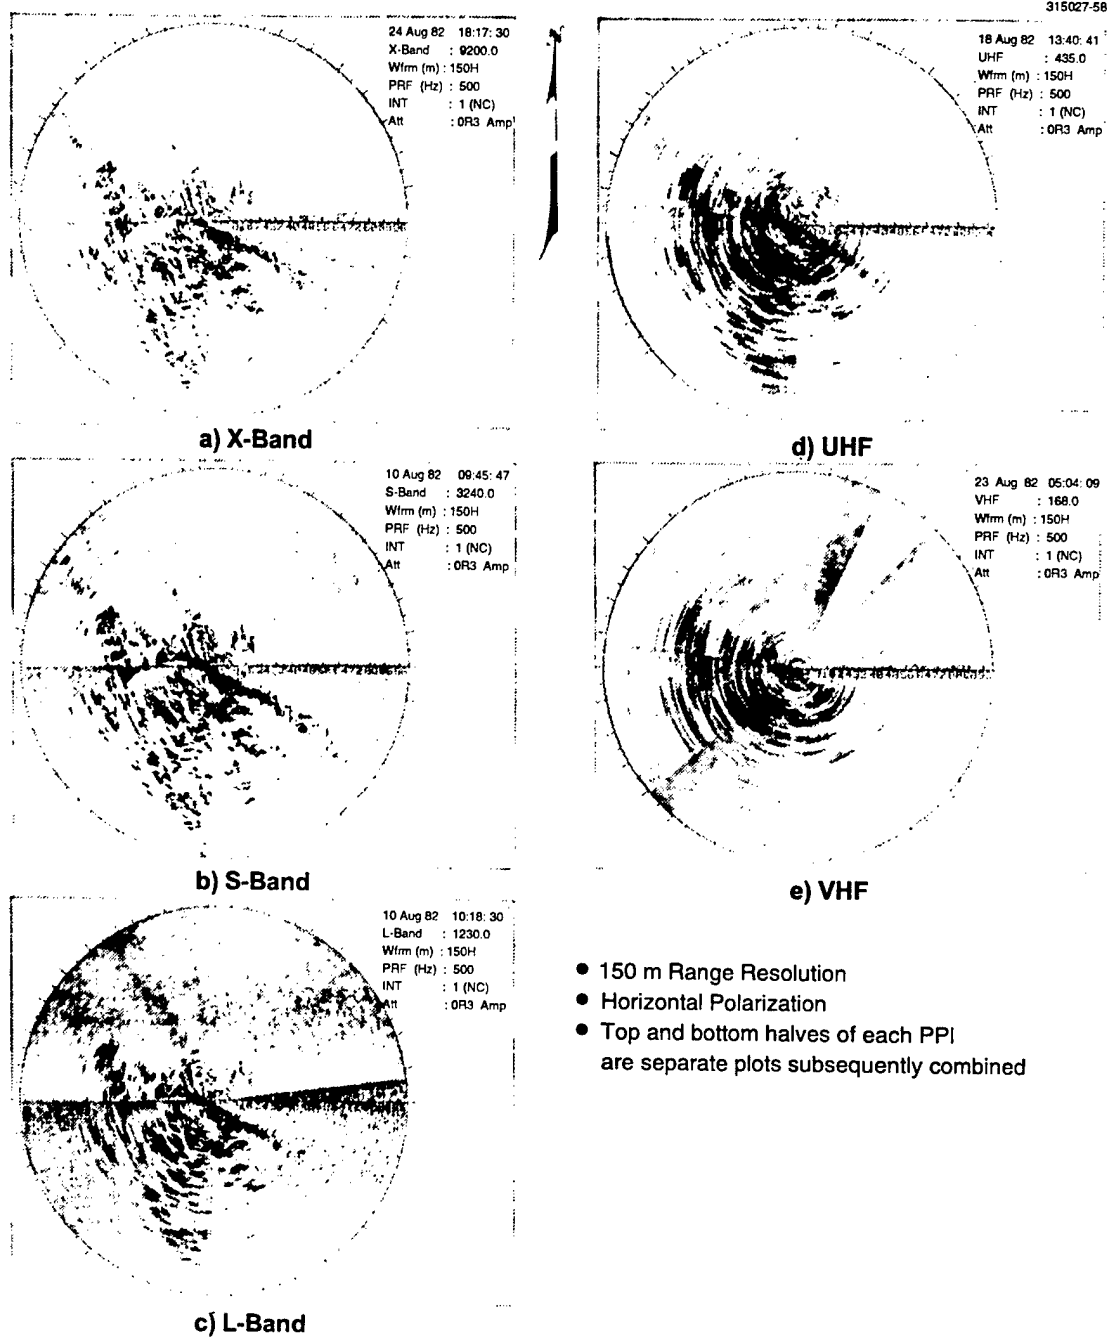 315027-58
24 Aug 82 18:17: 30
X-Band : 9200.0
Wfrm (m) : 150H
PRF (Hz) : 500
INT : 1 (NC)
Att : 0R3 Amp
a) X-Band
10 Aug 82 09:45: 47
S-Band : 3240.0
Wfrm (m) : 150H
PRF (Hz) : 500
INT : 1 (NC)
Att : 0R3 Amp
b) S-Band
10 Aug 82 10:18: 30
L-Band : 1230.0
Wfrm (m) : 150H
PRF (Hz) : 500
INT : 1 (NC)
Att : 0R3 Amp
c) L-Band
N
18 Aug 82 13:40: 41
UHF : 435.0
Wfrm (m) : 150H
PRF (Hz) : 500
INT : 1 (NC)
Att : 0R3 Amp
d) UHF
23 Aug 82 05:04: 09
VHF : 168.0
Wfrm (m) : 150H
PRF (Hz) : 500
INT : 1 (NC)
Att : 0R3 Amp
e) VHF
● 150 m Range Resolution
● Horizontal Polarization
● Top and bottom halves of each PPI
are separate plots subsequently combined